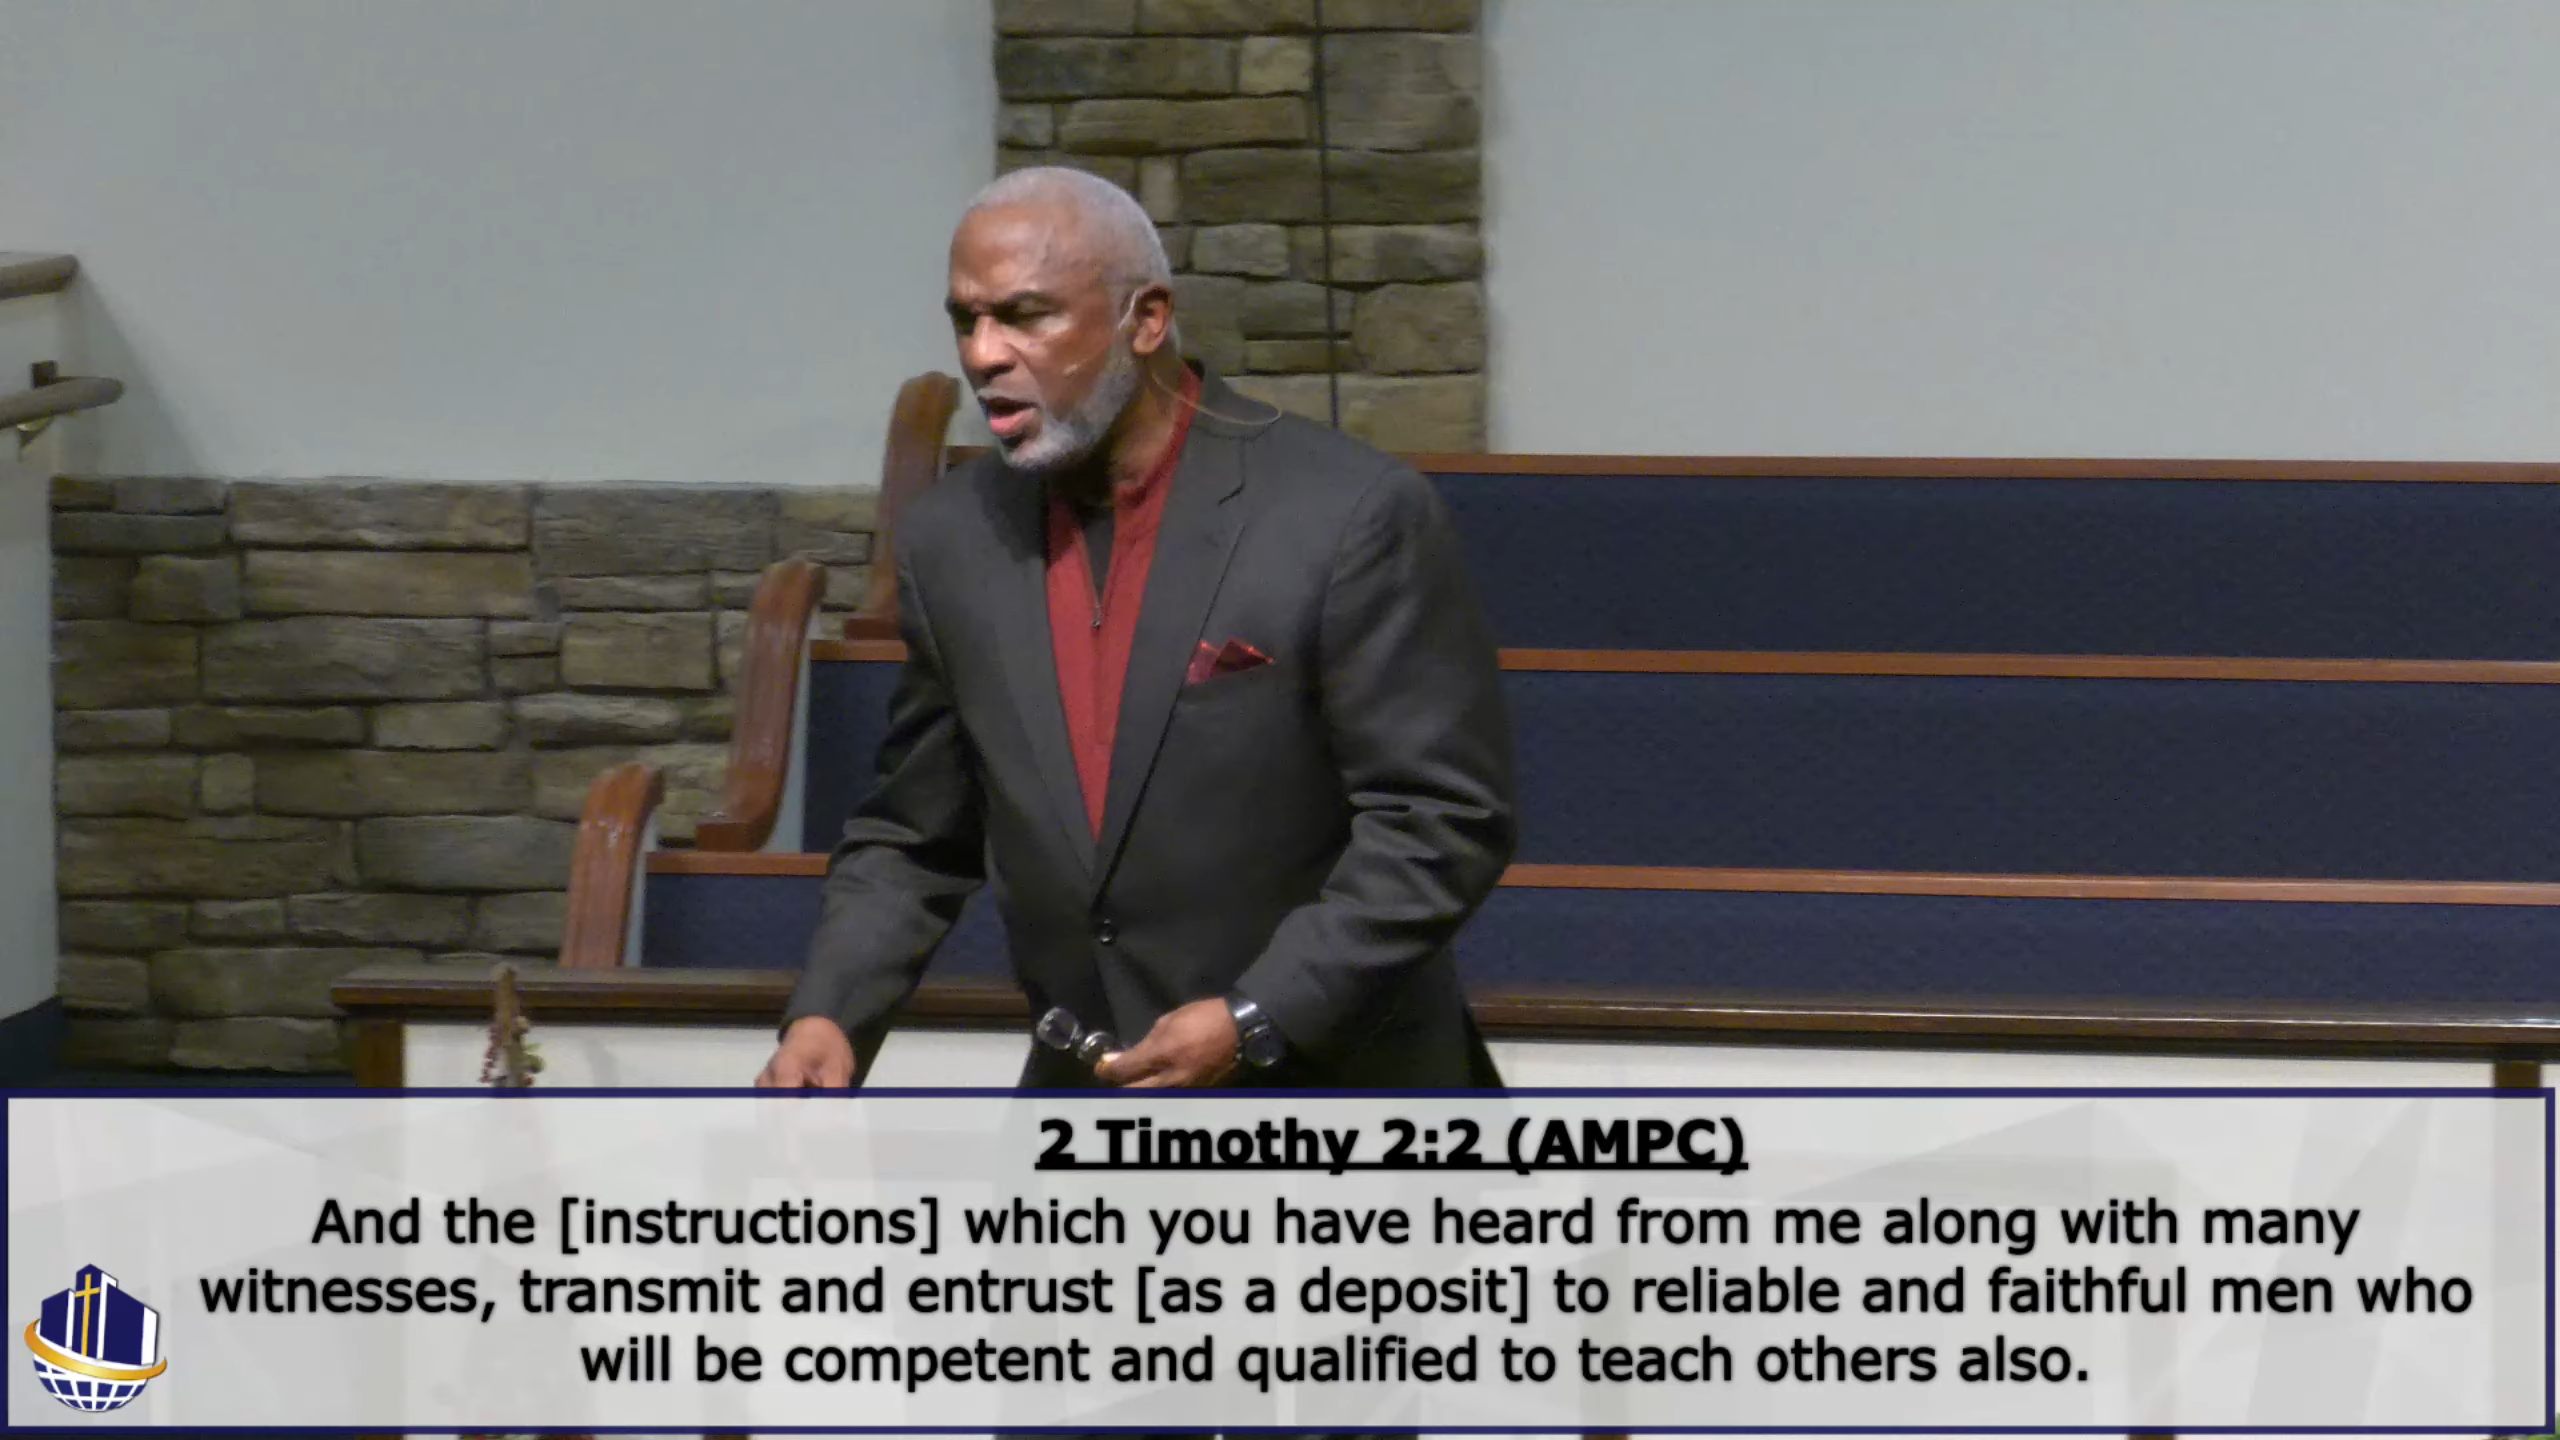 2 Timothy 2:2 (AMPC)
And the [instructions] which you have heard from me along with many
witnesses, transmit and entrust [as a deposit] to reliable and faithful men who
will be competent and qualified to teach others also.